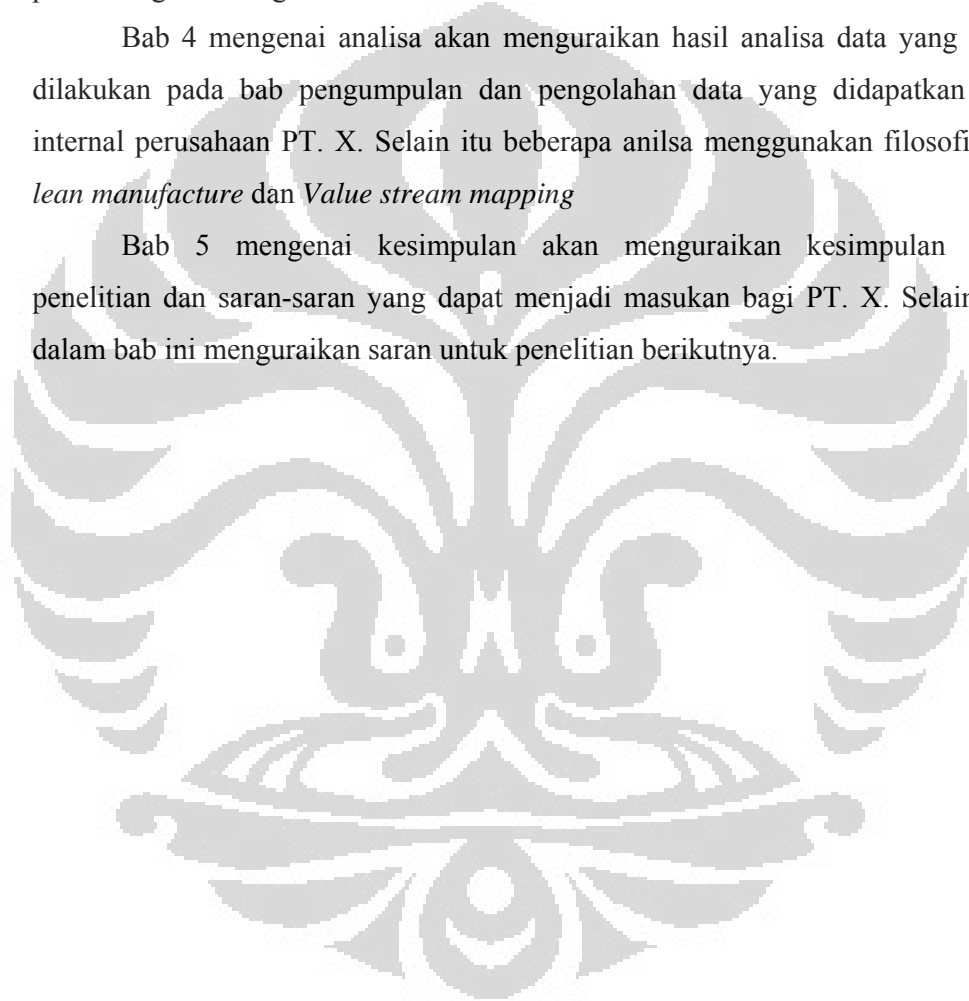 Bab 4 mengenai analisa akan menguraikan hasil analisa data yang
dilakukan pada bab pengumpulan dan pengolahan data yang didapatkan
internal perusahaan PT. X. Selain itu beberapa anilsa menggunakan filosofi
lean manufacture dan Value stream mapping
Bab 5 mengenai kesimpulan akan menguraikan kesimpulan
penelitian dan saran-saran yang dapat menjadi masukan bagi PT. X. Selain
dalam bab ini menguraikan saran untuk penelitian berikutnya.